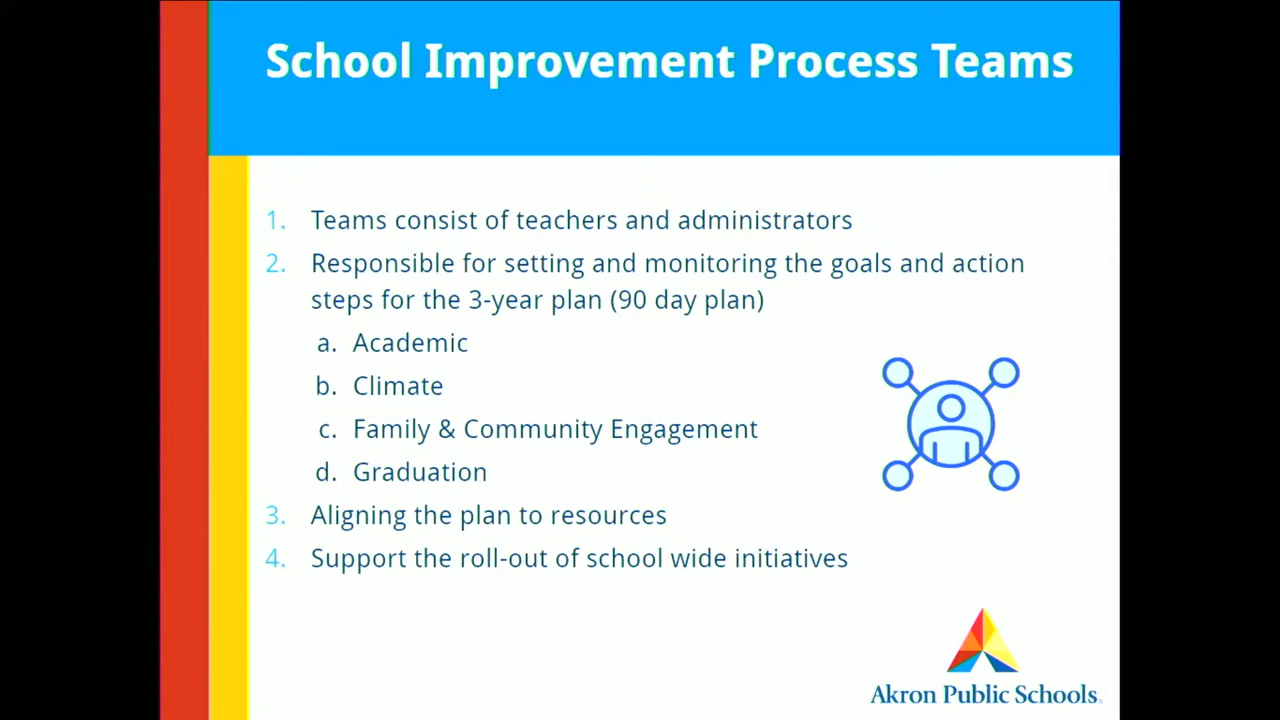 School Improvement Process Teams
1. Teams consist of teachers and administrators
2. Responsible for setting and monitoring the goals and action
steps for the 3-year plan (90 day plan)
a. Academic
b. Climate
c. Family & Community Engagement
d. Graduation
3. Aligning the plan to resources
4. Support the roll-out of school wide initiatives
Akron Public Schools